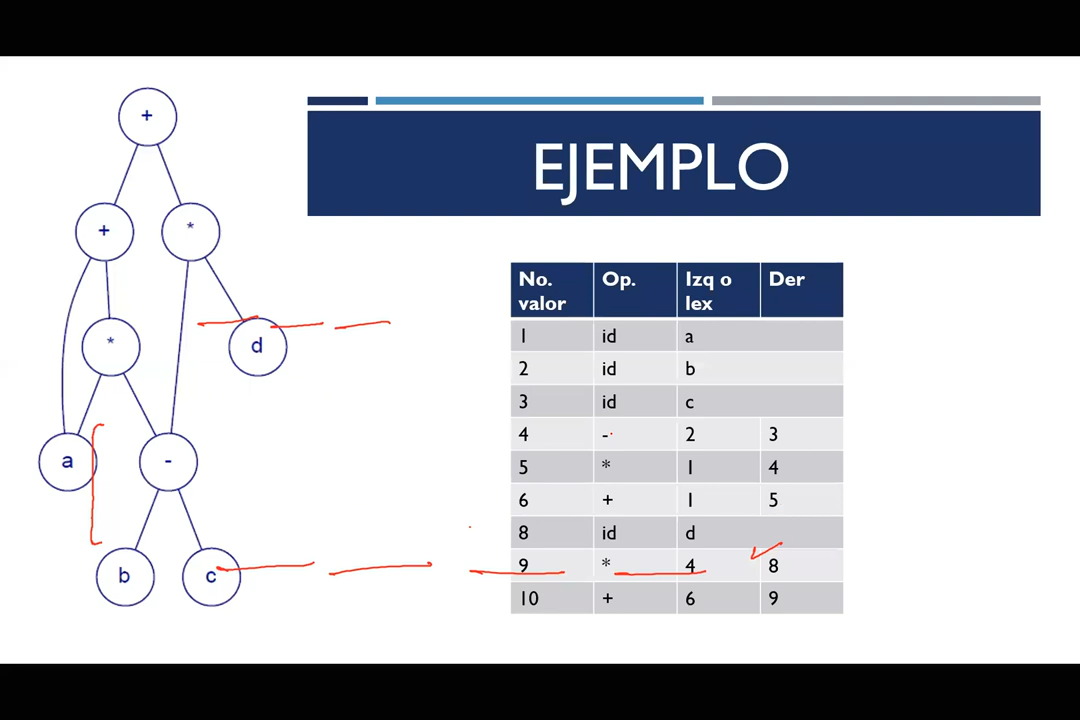 EJEMPLO
+
+ *
* d
a -
b c
No. valor Op. Izq o lex Der
1 id a
2 id b
3 id c
4 - 2 3
5 * 1 4
6 + 1 5
8 id d
9 * 4 8
10 + 6 9